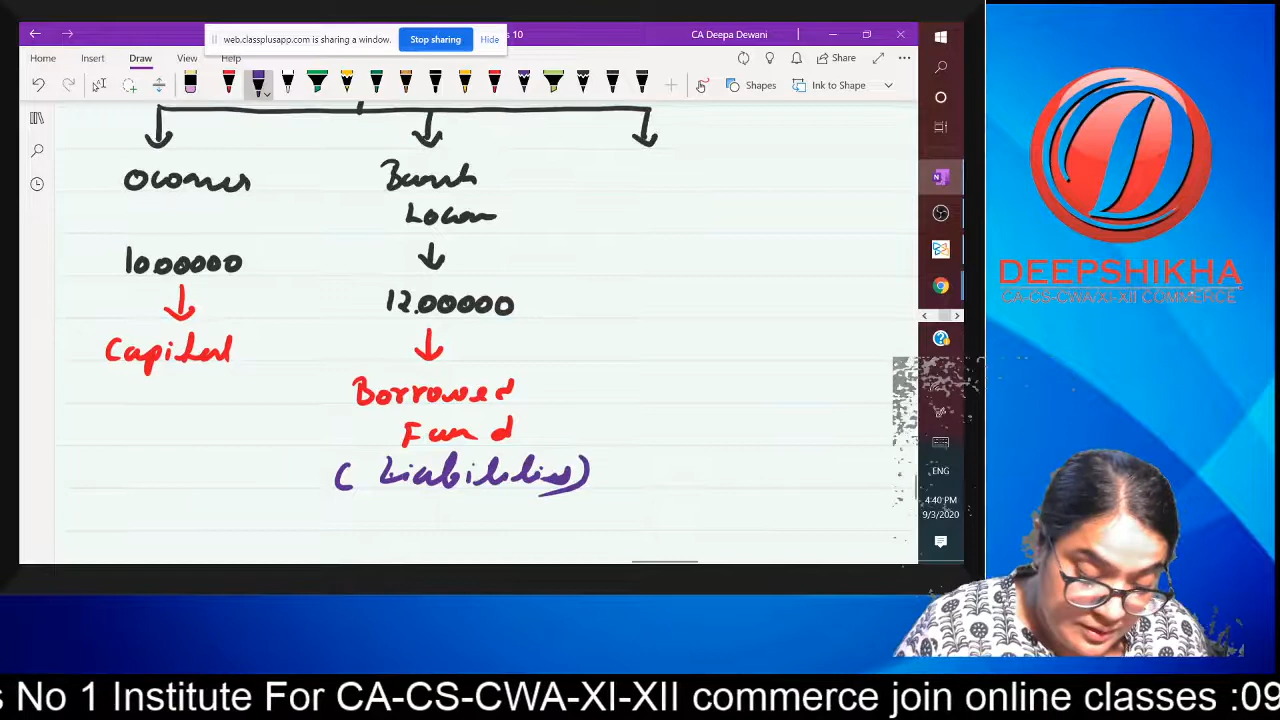 web.classplusapp.com is sharing a window.
Stop sharing
Hide
s 10
CA Deepa Dewani
Home
Insert
Draw
View
Help
Share
Shapes
Ink to Shape
Owner
Bank
Loan
1000000
1200000
Capital
Borrowed
Fund
( Liabilities)
ENG
4:40 PM
9/3/2020
DEEPSHIKHA
CA-CS-CWA/XI-XII COMMERCE
s No 1 Institute For CA-CS-CWA-XI-XII commerce join online classes :09